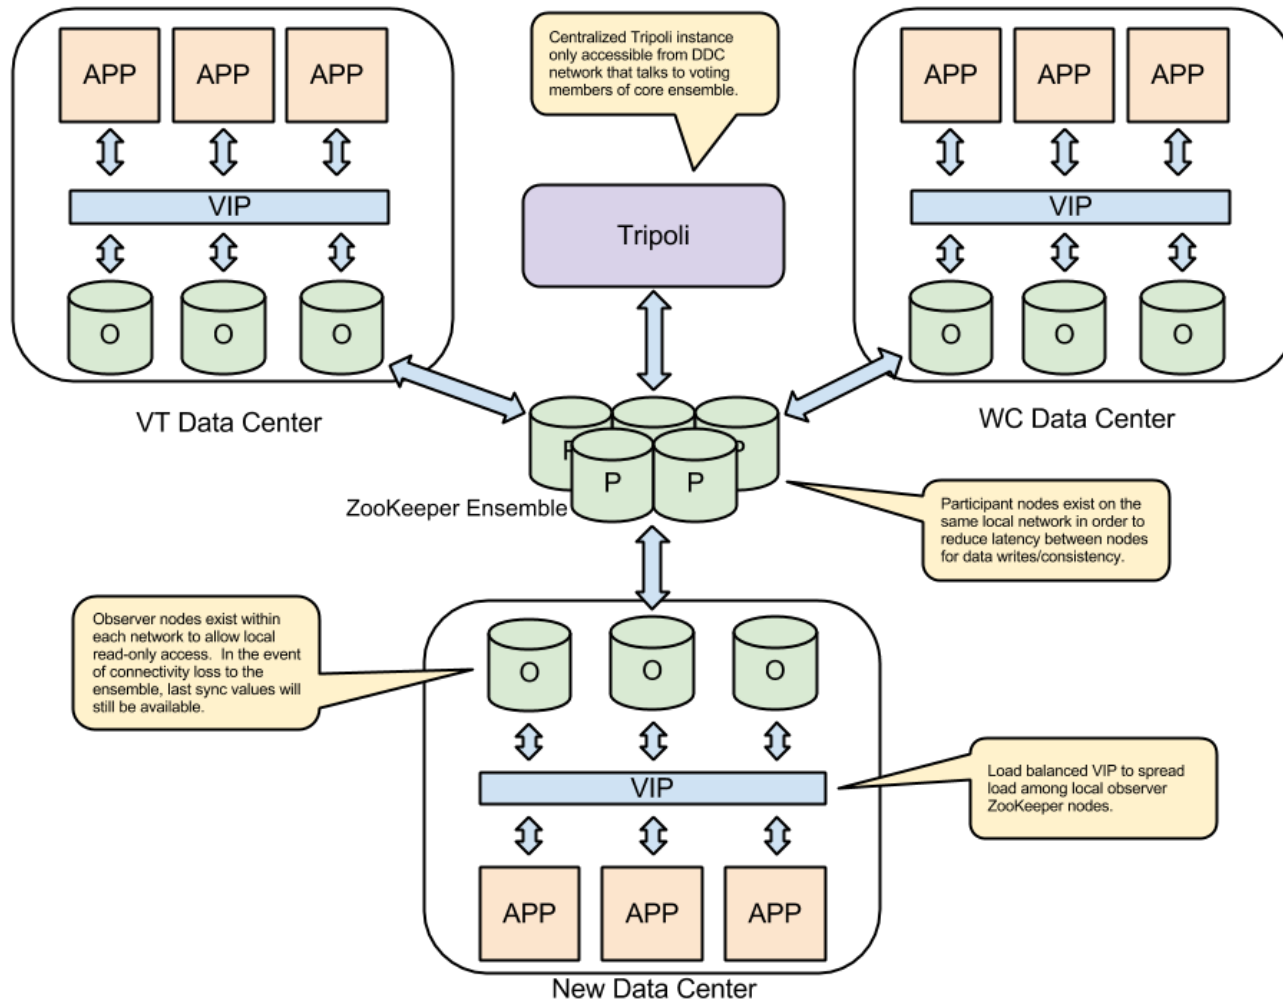 APP APP APP
VIP
O O O
VT Data Center
Centralized Tripoli instance
only accessible from DDC
network that talks to voting
members of core ensemble.
Tripoli
APP APP APP
VIP
O O O
WC Data Center
P P
P P
ZooKeeper Ensemble
Participant nodes exist on the
same local network in order to
reduce latency between nodes
for data writes/consistency.
Observer nodes exist within
each network to allow local
read-only access.  In the event
of connectivity loss to the
ensemble, last sync values will
still be available.
O O O
VIP
Load balanced VIP to spread
load among local observer
ZooKeeper nodes.
APP APP APP
New Data Center